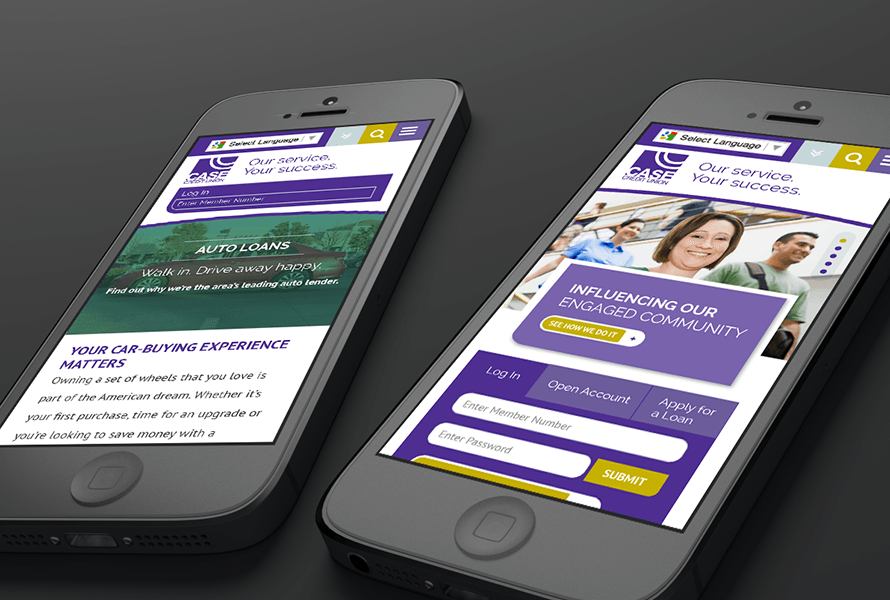 Select Language
CASE
CREDIT UNION
Our service.
Your success.
Log In
Enter Member Number
AUTO LOANS
Walk in. Drive away happy.
Find out why we're the area's leading auto lender.
YOUR CAR-BUYING EXPERIENCE
MATTERS
Owning a set of wheels that you love is
part of the American dream. Whether it's
your first purchase, time for an upgrade or
you're looking to save money with a
Select Language
CASE
CREDIT UNION
Our service.
Your success.
INFLUENCING OUR
ENGAGED COMMUNITY
SEE HOW WE DO IT +
Log In
Open Account
Apply for
a Loan
Enter Member Number
Enter Password
SUBMIT